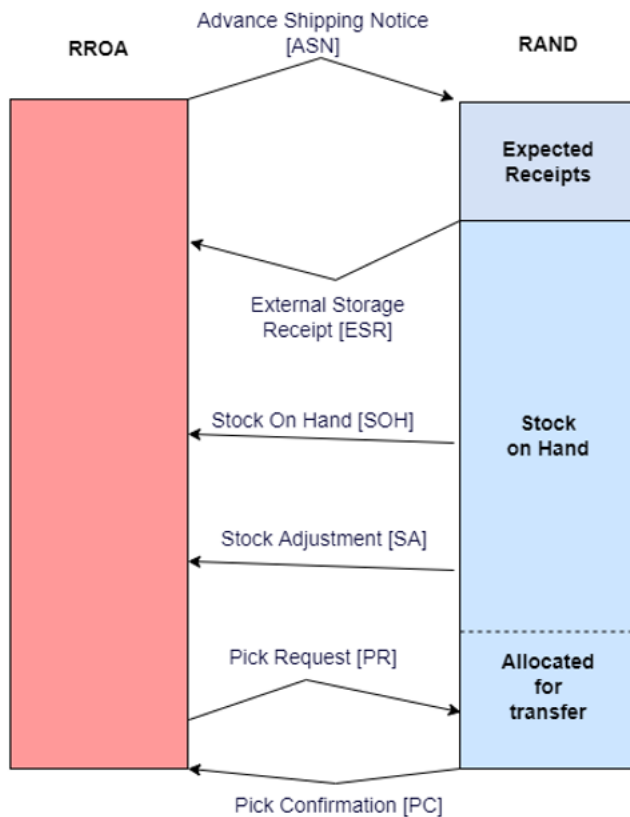 Advance Shipping Notice
[ASN]
RROA
RAND
Expected
Receipts
External Storage
Receipt [ESR]
Stock On Hand [SOH]
Stock
on Hand
Stock Adjustment [SA]
Pick Request [PR]
Allocated
for
transfer
Pick Confirmation [PC]